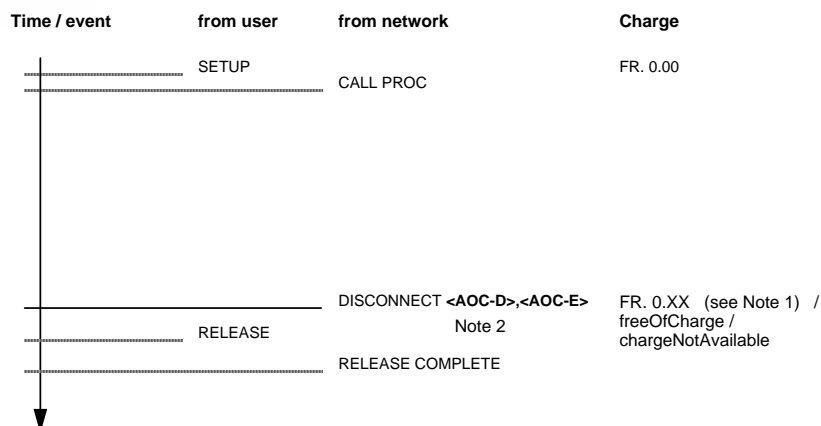 Time / event from user from network Charge
SETUP FR. 0.00
CALL PROC
DISCONNECT <AOC-D>,<AOC-E> FR. 0.XX (see Note 1) /
Note 2 freeOfCharge /
RELEASE chargeNotAvailable
RELEASE COMPLETE